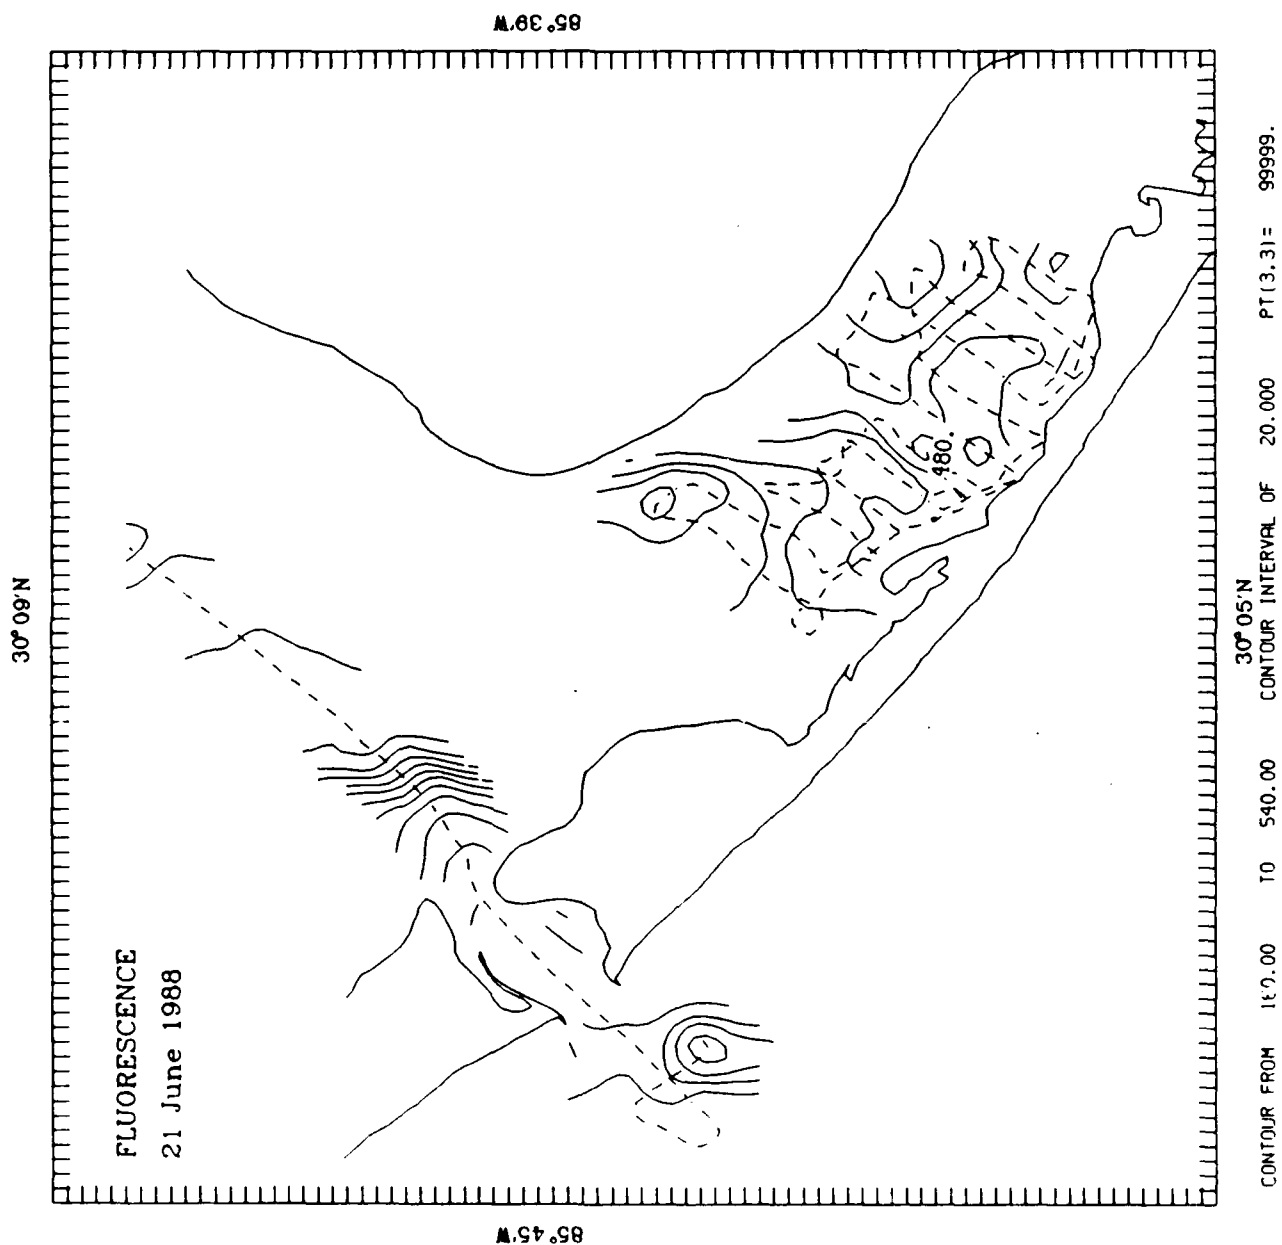 FLUORESCENCE
21 June 1988
85°39'W
30°09'N
480.
30°05'N
85°45'W
CONTOUR FROM TO 540.00 CONTOUR INTERVAL OF 20.000 PT(3.3)= 99999.